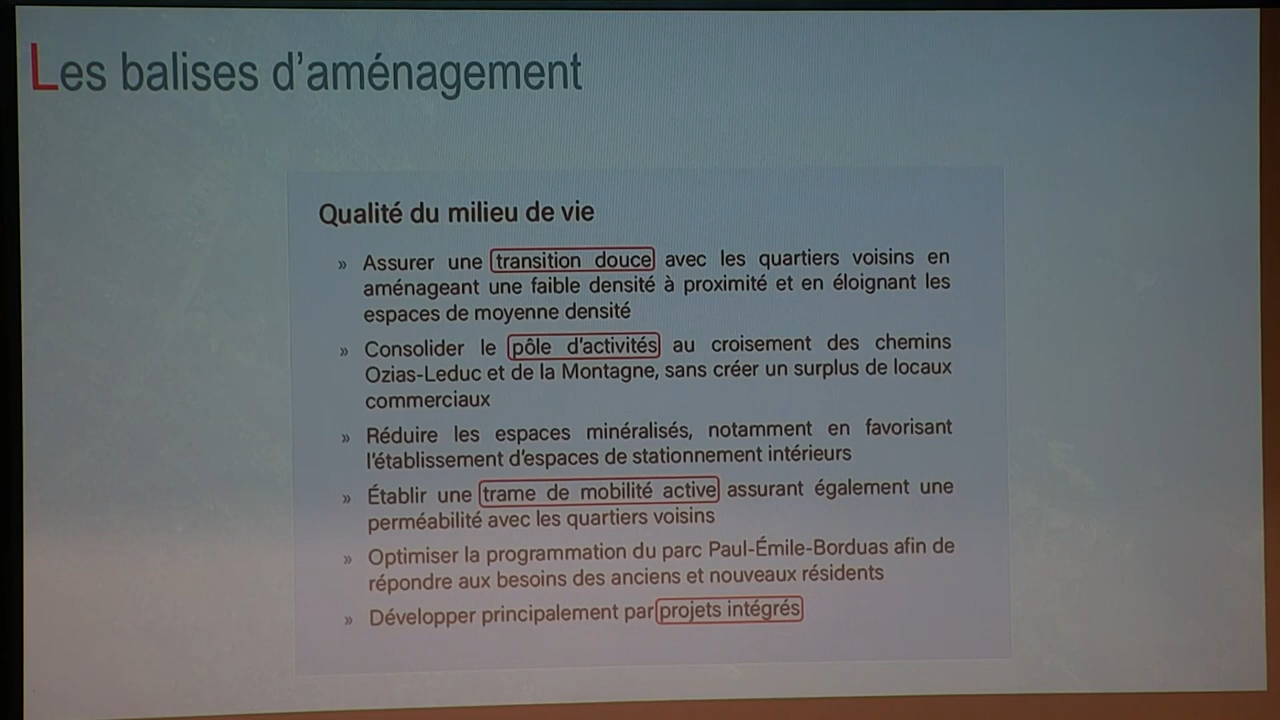 Les balises d'aménagement
Qualité du milieu de vie
» Assurer une transition douce avec les quartiers voisins en
aménageant une faible densité à proximité et en éloignant les
espaces de moyenne densité
» Consolider le pôle d'activités au croisement des chemins
Ozias-Leduc et de la Montagne, sans créer un surplus de locaux
commerciaux
» Réduire les espaces minéralisés, notamment en favorisant
l'établissement d'espaces de stationnement intérieurs
» Établir une trame de mobilité active assurant également une
perméabilité avec les quartiers voisins
» Optimiser la programmation du parc Paul-Émile-Borduas afin de
répondre aux besoins des anciens et nouveaux résidents
» Développer principalement par projets intégrés